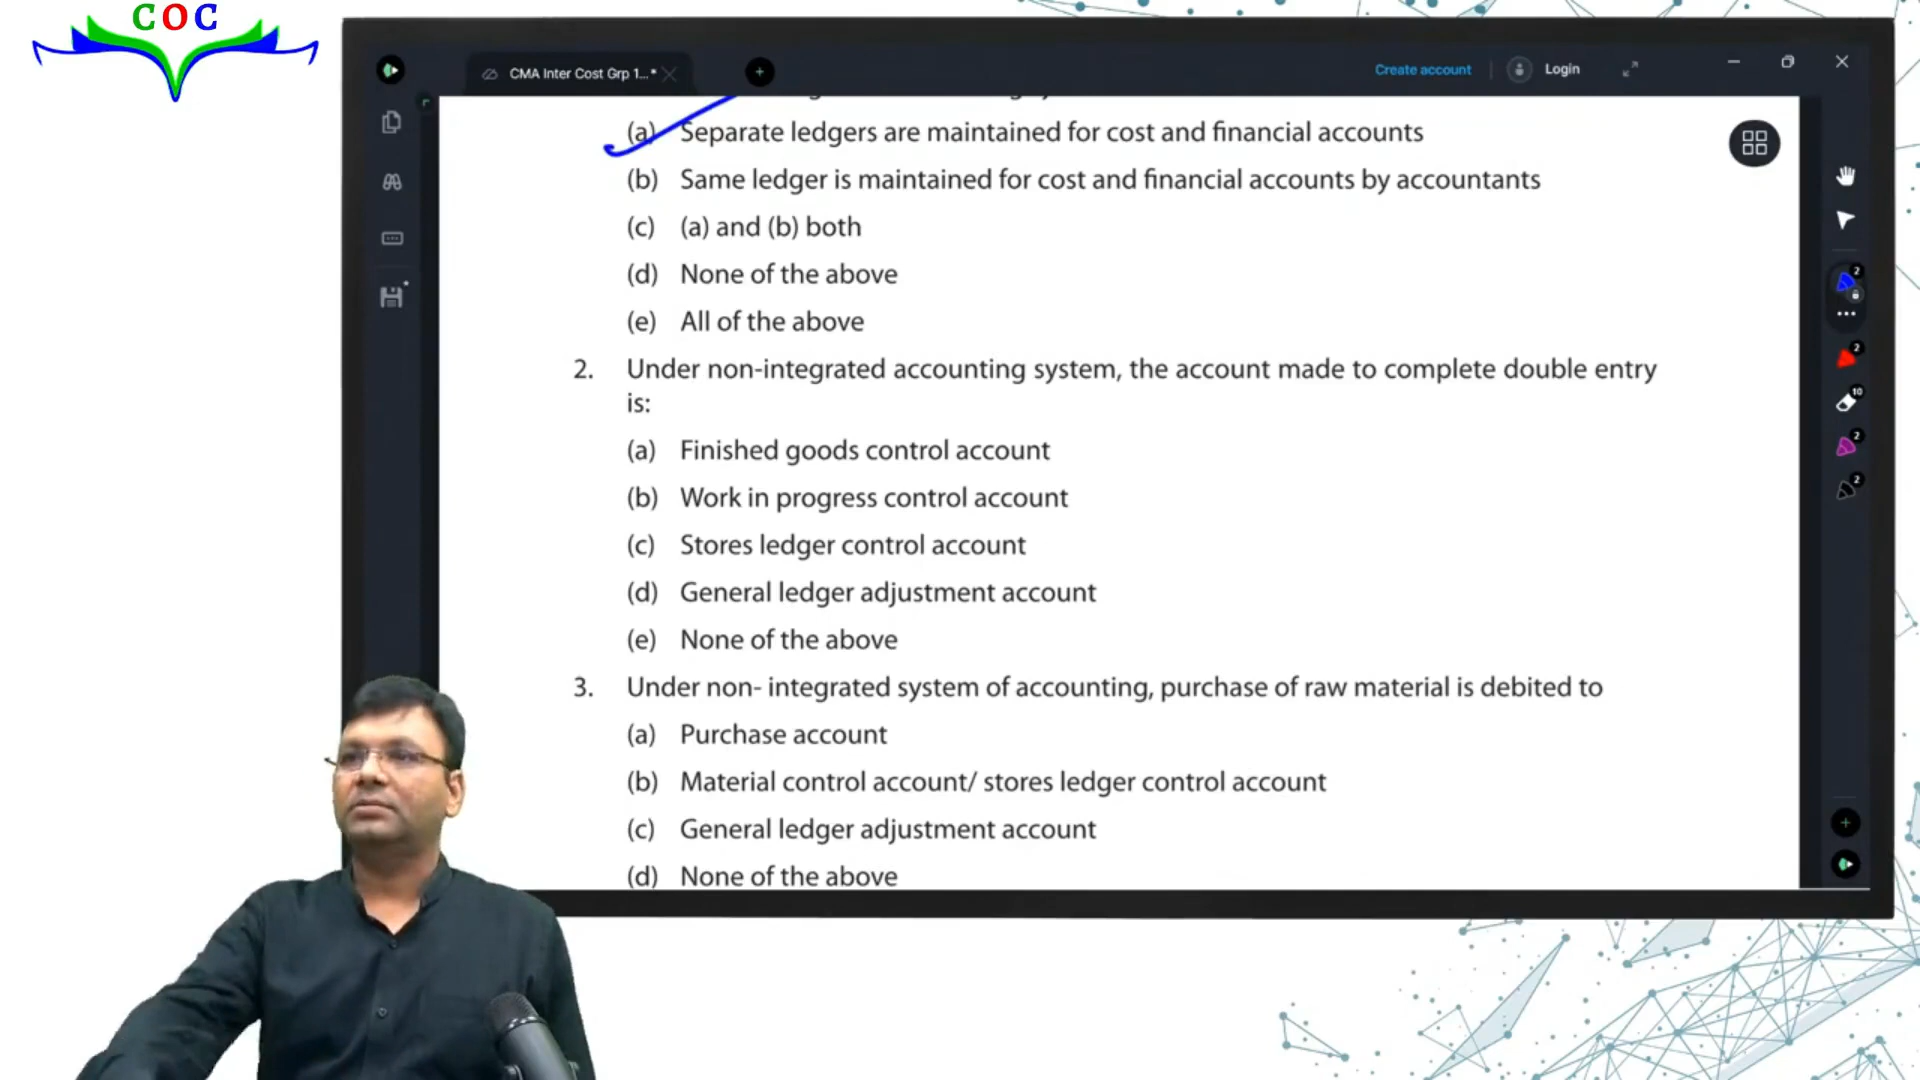 COC
CMA Inter Cost Grp 1...*
Create account
Login
(a) Separate ledgers are maintained for cost and financial accounts
(b) Same ledger is maintained for cost and financial accounts by accountants
(c) (a) and (b) both
(d) None of the above
(e) All of the above
2. Under non-integrated accounting system, the account made to complete double entry
is:
(a) Finished goods control account
(b) Work in progress control account
(c) Stores ledger control account
(d) General ledger adjustment account
(e) None of the above
3. Under non- integrated system of accounting, purchase of raw material is debited to
(a) Purchase account
(b) Material control account/ stores ledger control account
(c) General ledger adjustment account
(d) None of the above
2
2
10
2
2